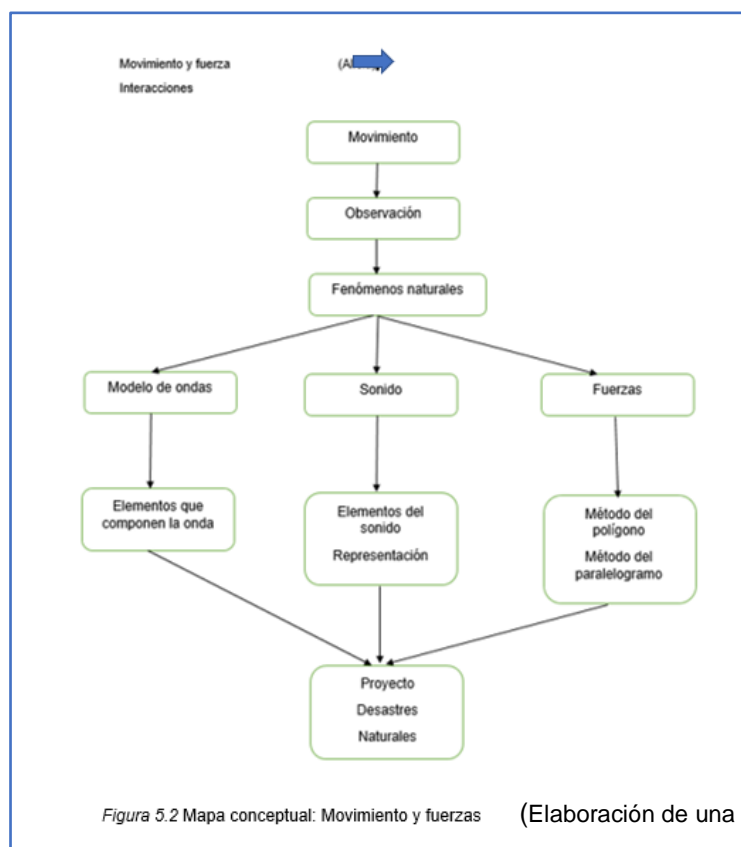 Movimiento y fuerza
Interacciones
Movimiento
Observación
Fenómenos naturales
Modelo de ondas
Sonido
Fuerzas
Elementos que
componen la onda
Elementos del
sonido
Representación
Método del
polígono
Método del
paralelogramo
Proyecto
Desastres
Naturales
Figura 5.2 Mapa conceptual: Movimiento y fuerzas (Elaboración de una